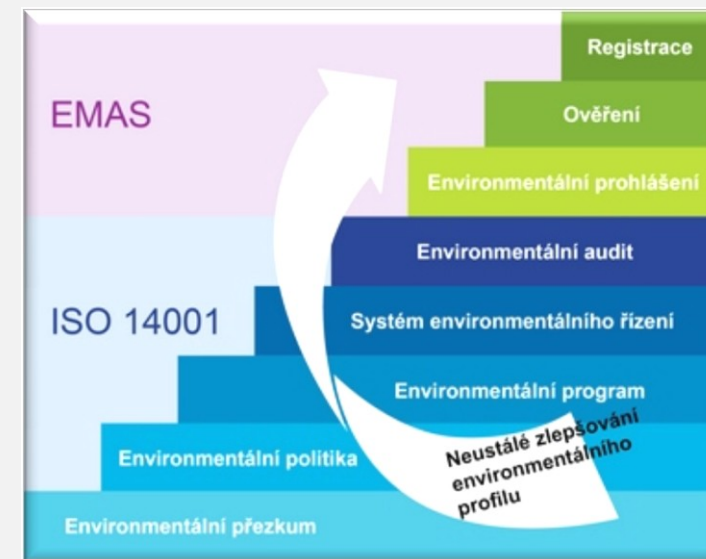 Registrace
EMAS
Ověření
Environmentální prohlášení
Environmentální audit
ISO 14001
Systém environmentálního řízení
Environmentální program
Neustálé zlepšování
environmentálního
profilu
Environmentální politika
Environmentální přezkum